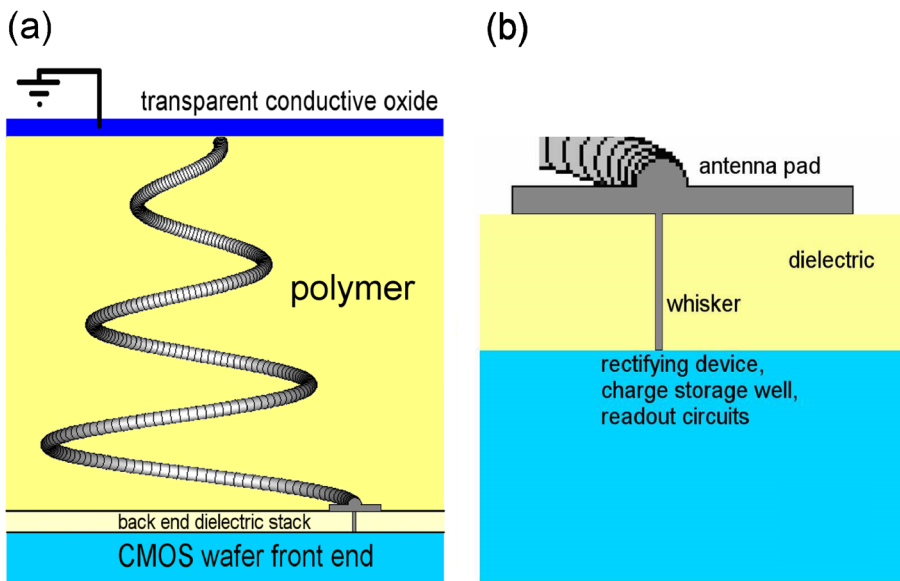 (a)
transparent conductive oxide
polymer
back end dielectric stack
CMOS wafer front end
(b)
antenna pad
dielectric
whisker
rectifying device,
charge storage well,
readout circuits